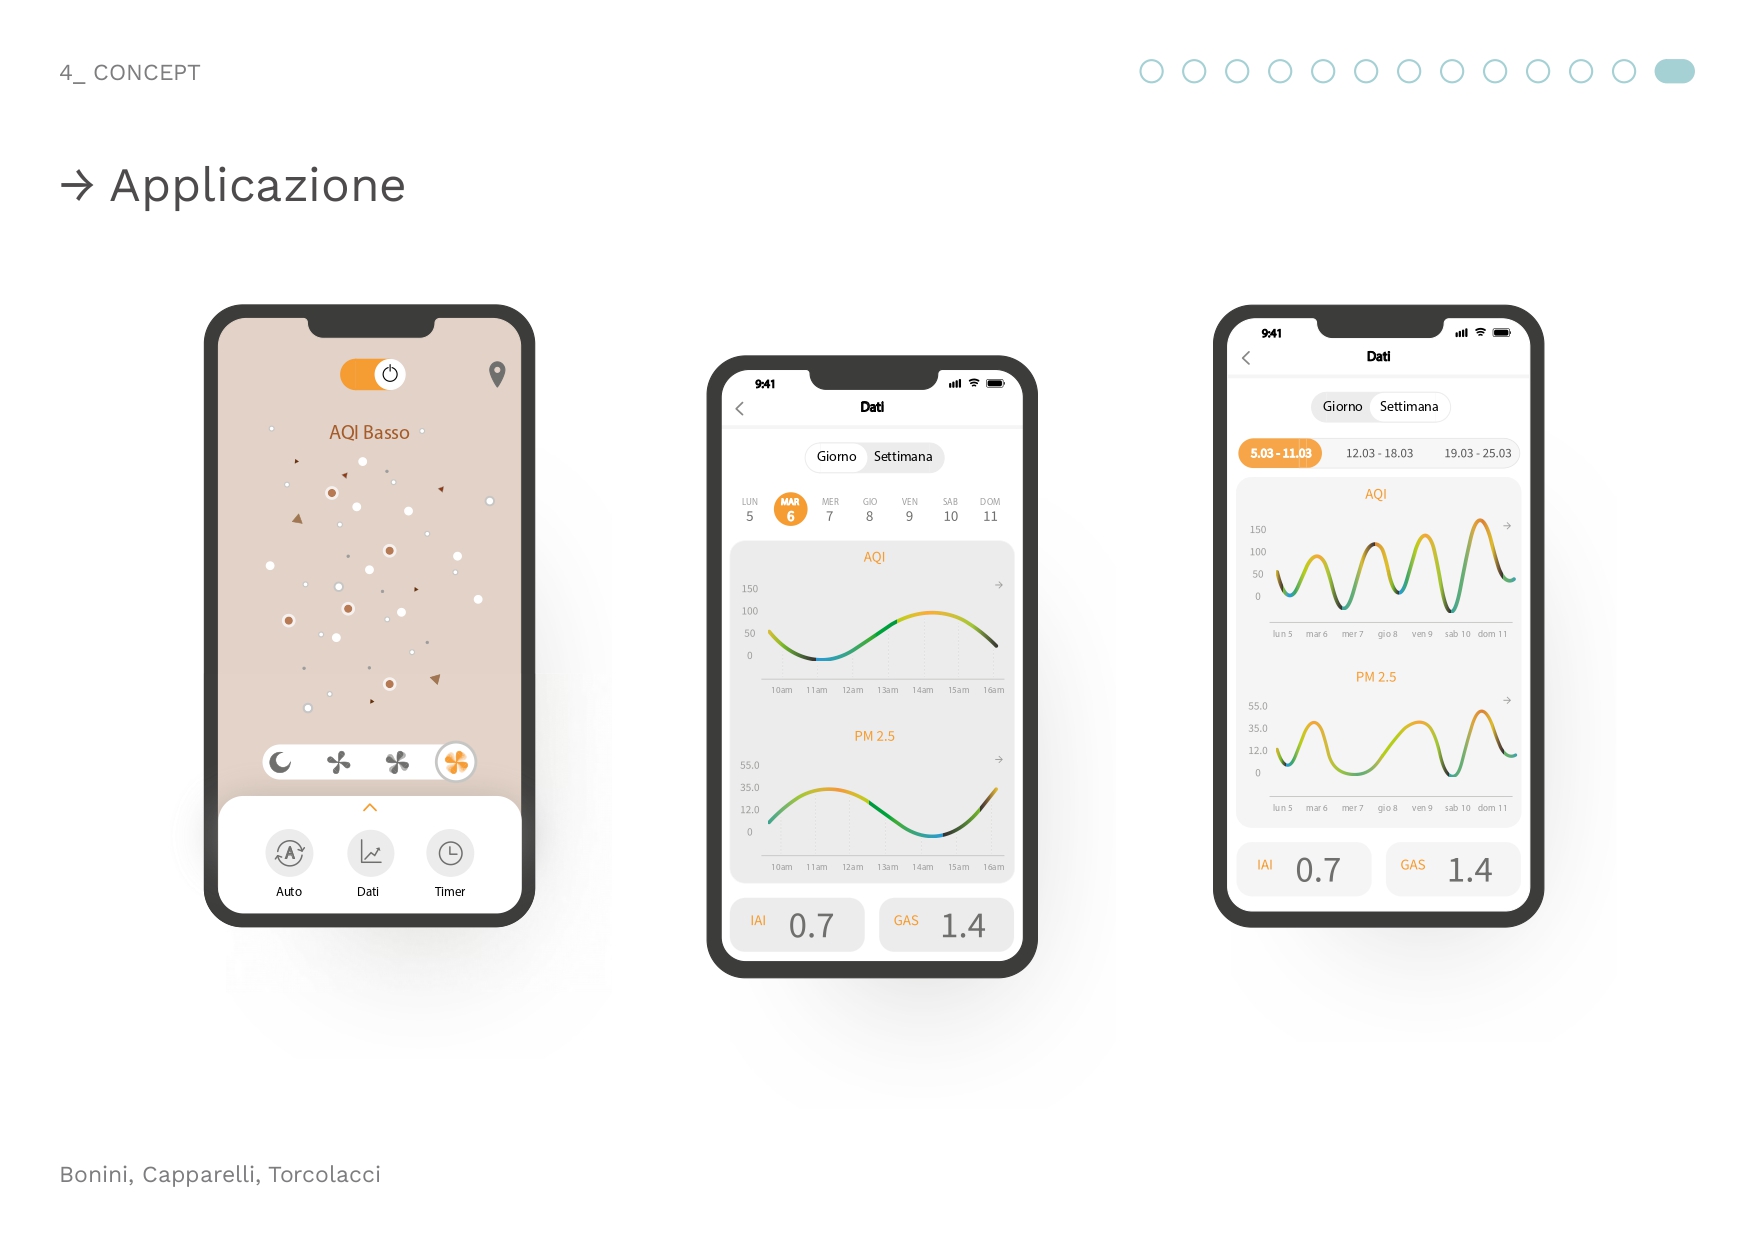 4_ CONCEPT
→ Applicazione
AQI Basso
A
Auto Dati Timer
9:41
Dati
Giorno Settimana
LUN MAR MER GIO VEN SAB DOM
5 6 7 8 9 10 11
AQI
150
100
50
0
10am 11am 12am 13am 14am 15am 16am
PM 2.5
55.0
35.0
12.0
0
10am 11am 12am 13am 14am 15am 16am
IAI 0.7 GAS 1.4
9:41
Dati
Giorno Settimana
5.03 - 11.03 12.03 - 18.03 19.03 - 25.03
AQI
150
100
50
0
lun 5 mar 6 mer 7 gio 8 ven 9 sab 10 dom 11
PM 2.5
55.0
35.0
12.0
0
lun 5 mar 6 mer 7 gio 8 ven 9 sab 10 dom 11
IAI 0.7 GAS 1.4
Bonini, Capparelli, Torcolacci